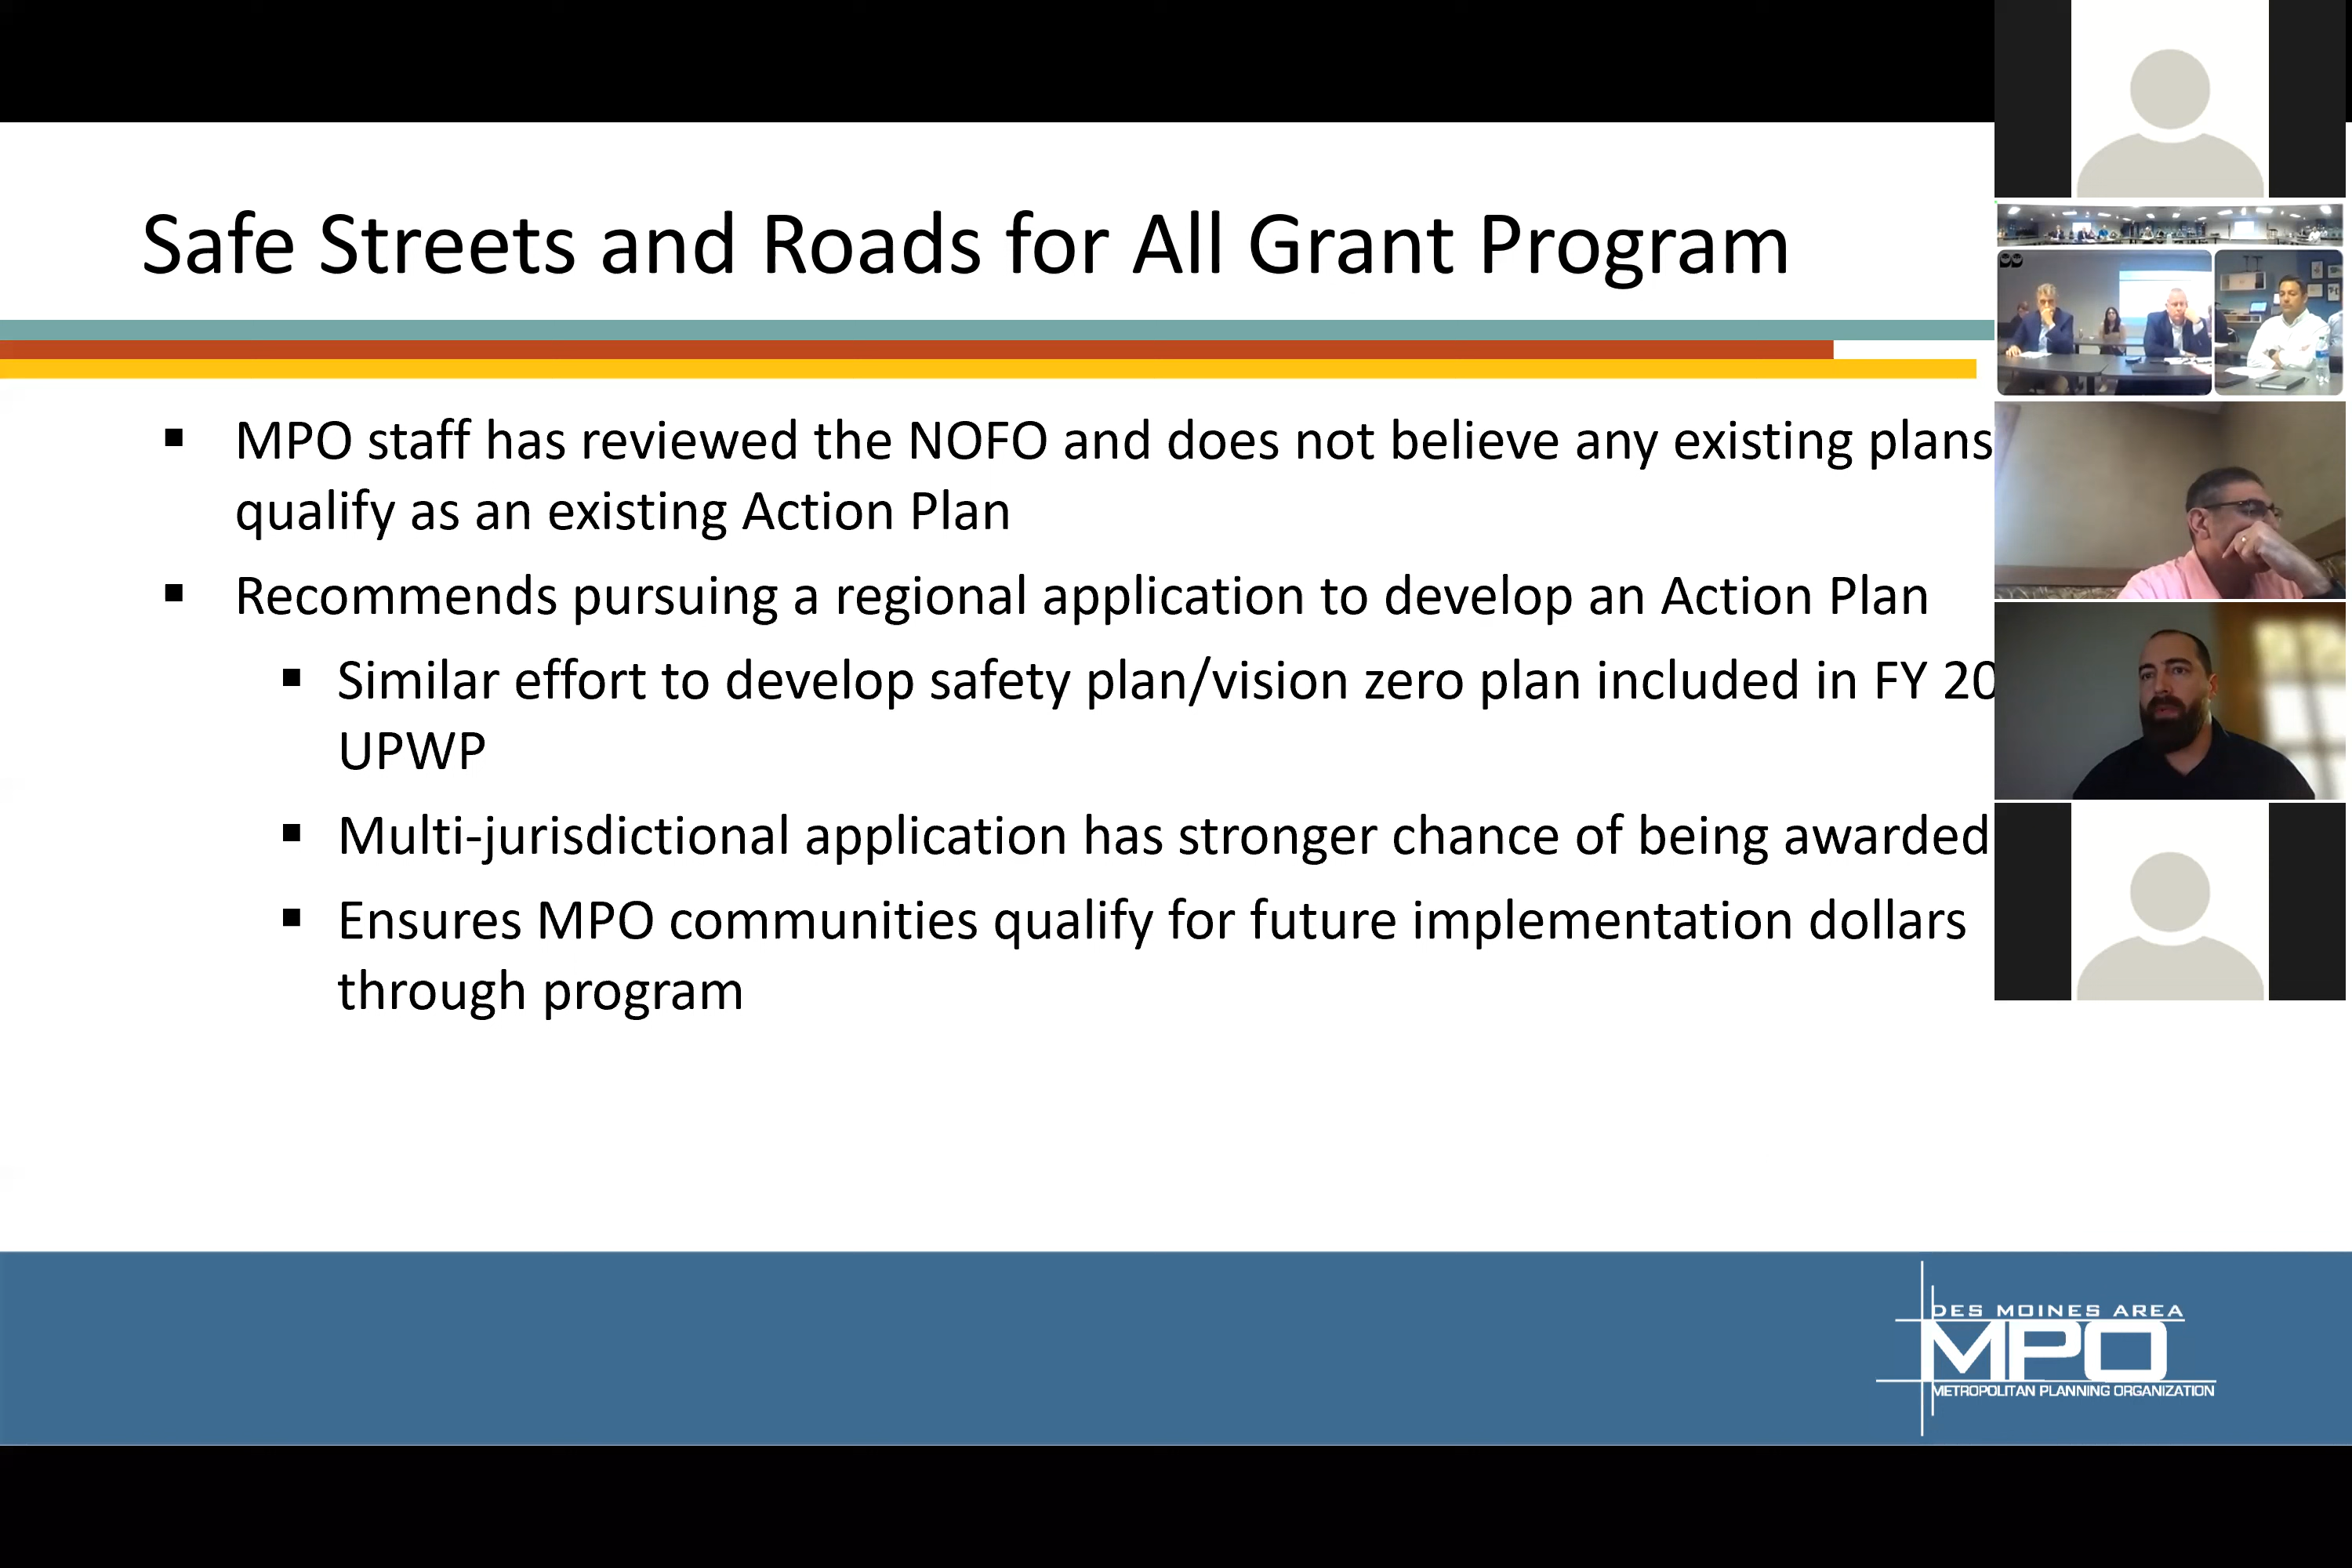 Safe Streets and Roads for All Grant Program
MPO staff has reviewed the NOFO and does not believe any existing plans
qualify as an existing Action Plan
Recommends pursuing a regional application to develop an Action Plan
Similar effort to develop safety plan/vision zero plan included in FY 20
UPWP
Multi-jurisdictional application has stronger chance of being awarded
Ensures MPO communities qualify for future implementation dollars
through program
DES MOINES AREA
MPO
METROPOLITAN PLANNING ORGANIZATION